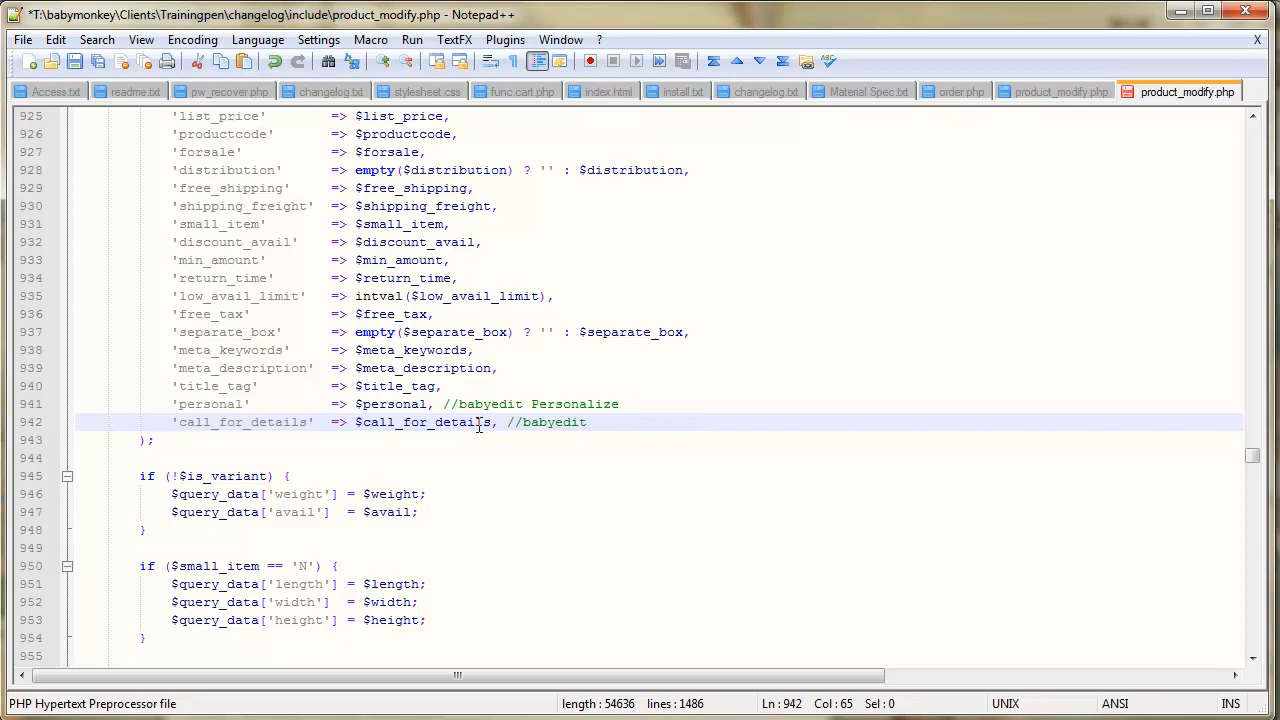 *T:\babymonkey\Clients\Trainingpen\changelog\include\product_modify.php - Notepad++
File Edit Search View Encoding Language Settings Macro Run TextFX Plugins Window ? X
Access.txt readme.txt pw_recover.php changelog.txt stylesheet.css func.cart.php index.html install.txt changelog.txt Material Spec.txt order.php product_modify.php product_modify.php
925 'list_price' => $list_price,
926 'productcode' => $productcode,
927 'forsale' => $forsale,
928 'distribution' => empty($distribution) ? '' : $distribution,
929 'free_shipping' => $free_shipping,
930 'shipping_freight' => $shipping_freight,
931 'small_item' => $small_item,
932 'discount_avail' => $discount_avail,
933 'min_amount' => $min_amount,
934 'return_time' => $return_time,
935 'low_avail_limit' => intval($low_avail_limit),
936 'free_tax' => $free_tax,
937 'separate_box' => empty($separate_box) ? '' : $separate_box,
938 'meta_keywords' => $meta_keywords,
939 'meta_description' => $meta_description,
940 'title_tag' => $title_tag,
941 'personal' => $personal, //babyedit Personalize
942 'call_for_details' => $call_for_details, //babyedit
943 );
944
945 if (!$is_variant) {
946 $query_data['weight'] = $weight;
947 $query_data['avail'] = $avail;
948 }
949
950 if ($small_item == 'N') {
951 $query_data['length'] = $length;
952 $query_data['width'] = $width;
953 $query_data['height'] = $height;
954 }
955
PHP Hypertext Preprocessor file length : 54636 lines : 1486 Ln : 942 Col : 65 Sel : 0 UNIX ANSI INS